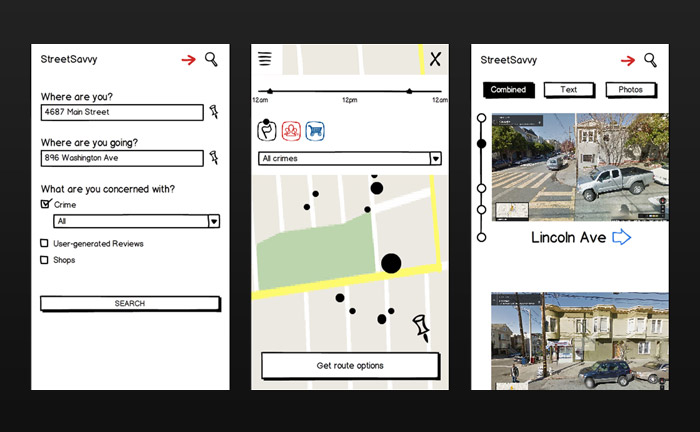 StreetSavvy
Where are you?
4687 Main Street
Where are you going?
896 Washington Ave
What are you concerned with?
Crime
All
User-generated Reviews
Shops
SEARCH
12am 12pm 12am
All crimes
Get route options
StreetSavvy
Combined Text Photos
Lincoln Ave